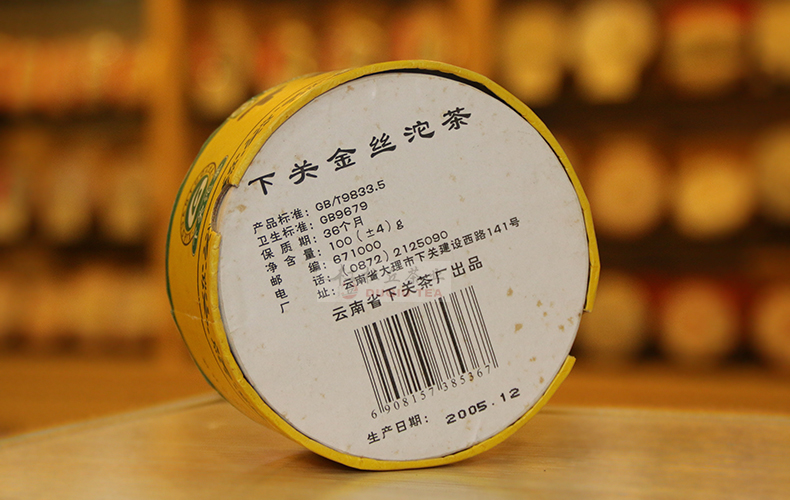 下关金丝沱茶
产品标准: GB/T9833.5
卫生标准: GB9679
保质期: 36个月
净含量: 100(±4)g
邮编: 671000
电话: (0872)2125090
厂址: 云南省大理市下关建设西路141号
云南省下关茶厂出品
6908157385367
生产日期: 2005.12